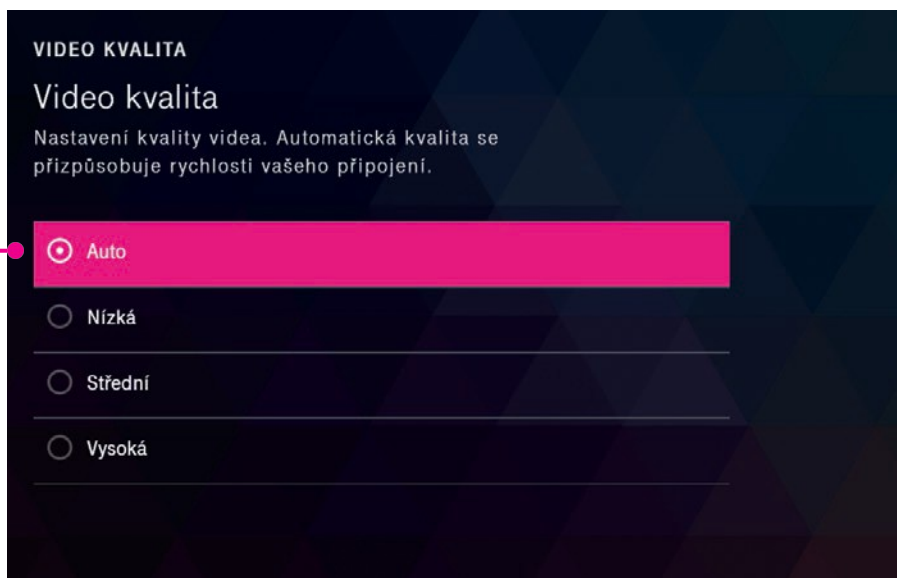 VIDEO KVALITA
Video kvalita
Nastavení kvality videa. Automatická kvalita se
přizpůsobuje rychlosti vašeho připojení.
Auto
Nízká
Střední
Vysoká